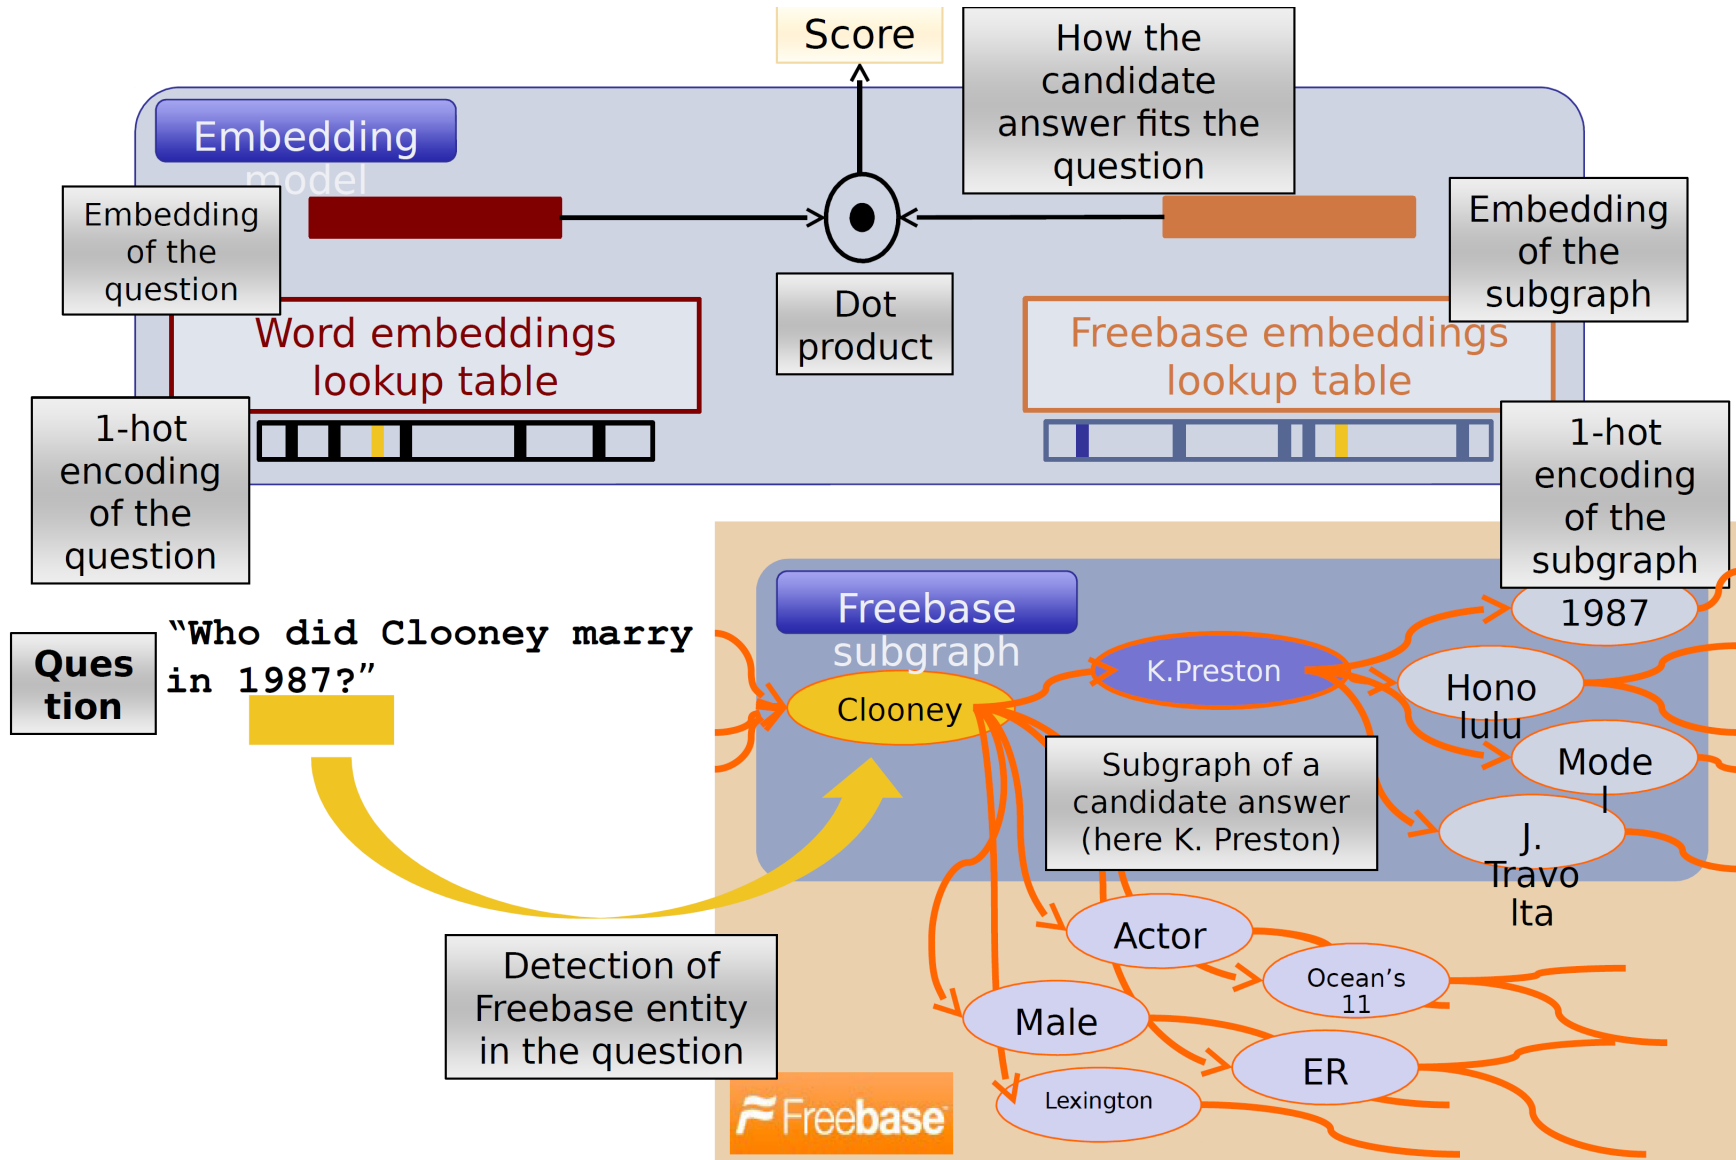 Score
How the
candidate
answer fits the
question
Embedding
model
Embedding
of the
question
Embedding
of the
subgraph
Dot
product
Word embeddings
lookup table
Freebase embeddings
lookup table
1-hot
encoding
of the
question
1-hot
encoding
of the
subgraph
Ques
tion
“Who did Clooney marry
in 1987?”
Freebase
subgraph
Clooney
K.Preston
1987
Hono
lulu
Mode
l
J.
Travo
lta
Subgraph of a
candidate answer
(here K. Preston)
Actor
Ocean’s
11
Male
ER
Lexington
Detection of
Freebase entity
in the question
Freebase